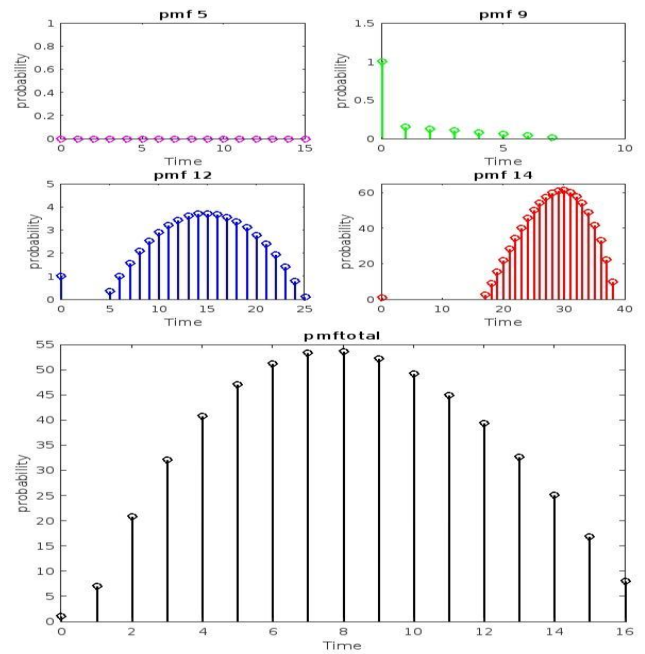 pmf 5
1
0.8
0.6
0.4
0.2
0
probability
0 5 10 15
Time
pmf 9
1.5
1
0.5
0
probability
0 5 10
Time
pmf 12
5
4
3
2
1
0
probability
0 5 10 15 20 25
Time
pmf 14
60
40
20
0
probability
0 10 20 30 40
Time
pmftotal
55
50
45
40
35
30
25
20
15
10
5
0
probability
0 2 4 6 8 10 12 14 16
Time